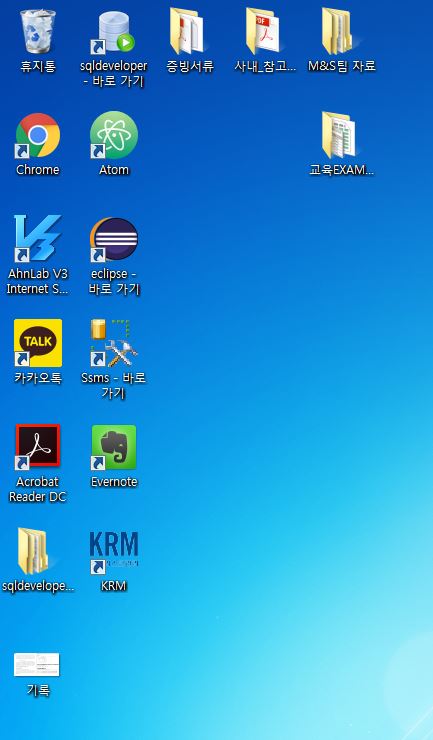 휴지통
sqldeveloper
- 바로 가기
증빙서류
사내_참고...
M&S팀 자료
Chrome
Atom
교육EXAM...
AhnLab V3
Internet S...
eclipse -
바로 가기
TALK
카카오톡
Ssms - 바로
가기
Acrobat
Reader DC
Evernote
sqldevelope...
KRM
KRM
기록